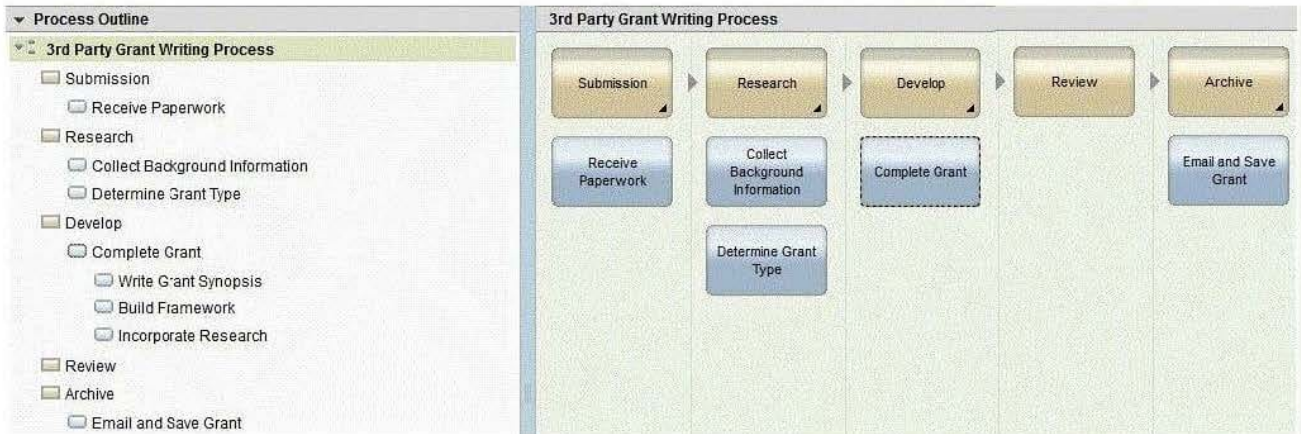 Process Outline
3rd Party Grant Writing Process
Submission
Receive Paperwork
Research
Collect Background Information
Determine Grant Type
Develop
Complete Grant
Write Grant Synopsis
Build Framework
Incorporate Research
Review
Archive
Email and Save Grant
3rd Party Grant Writing Process
Submission
Research
Develop
Review
Archive
Receive
Paperwork
Collect
Background
Information
Complete Grant
Email and Save
Grant
Determine Grant
Type